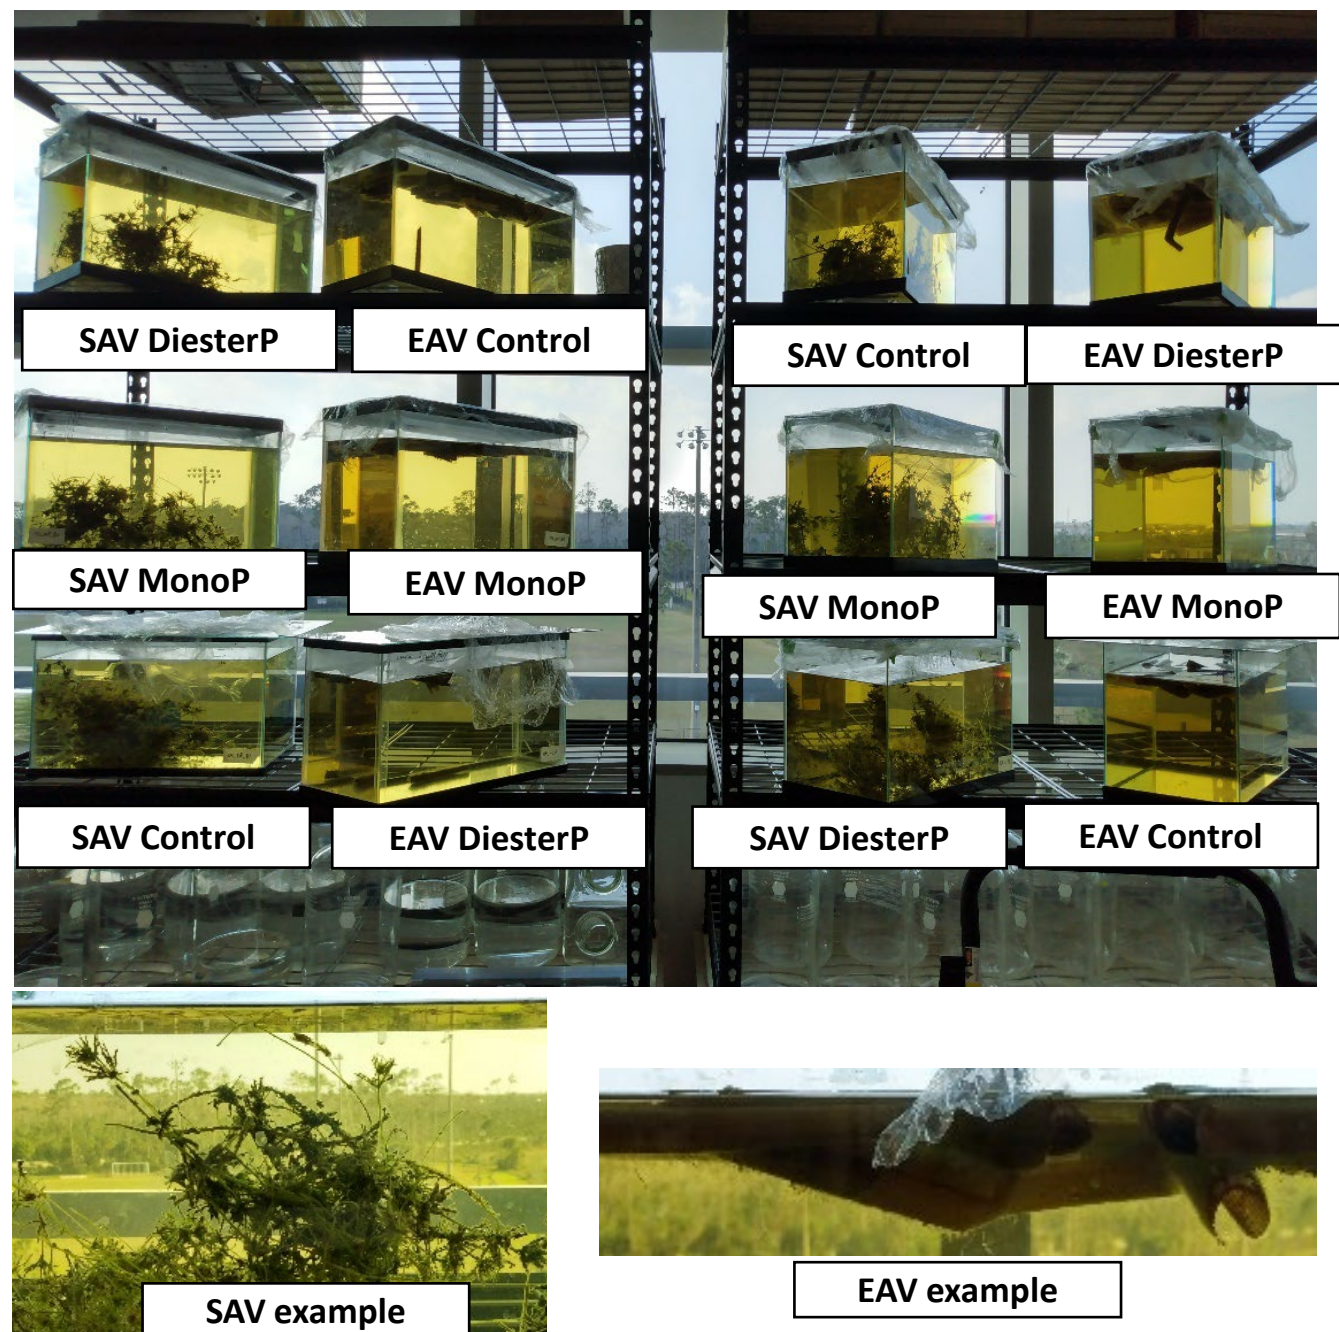 SAV DiesterP
EAV Control
SAV Control
EAV DiesterP
SAV MonoP
EAV MonoP
SAV MonoP
EAV MonoP
SAV Control
EAV DiesterP
SAV DiesterP
EAV Control
SAV example
EAV example